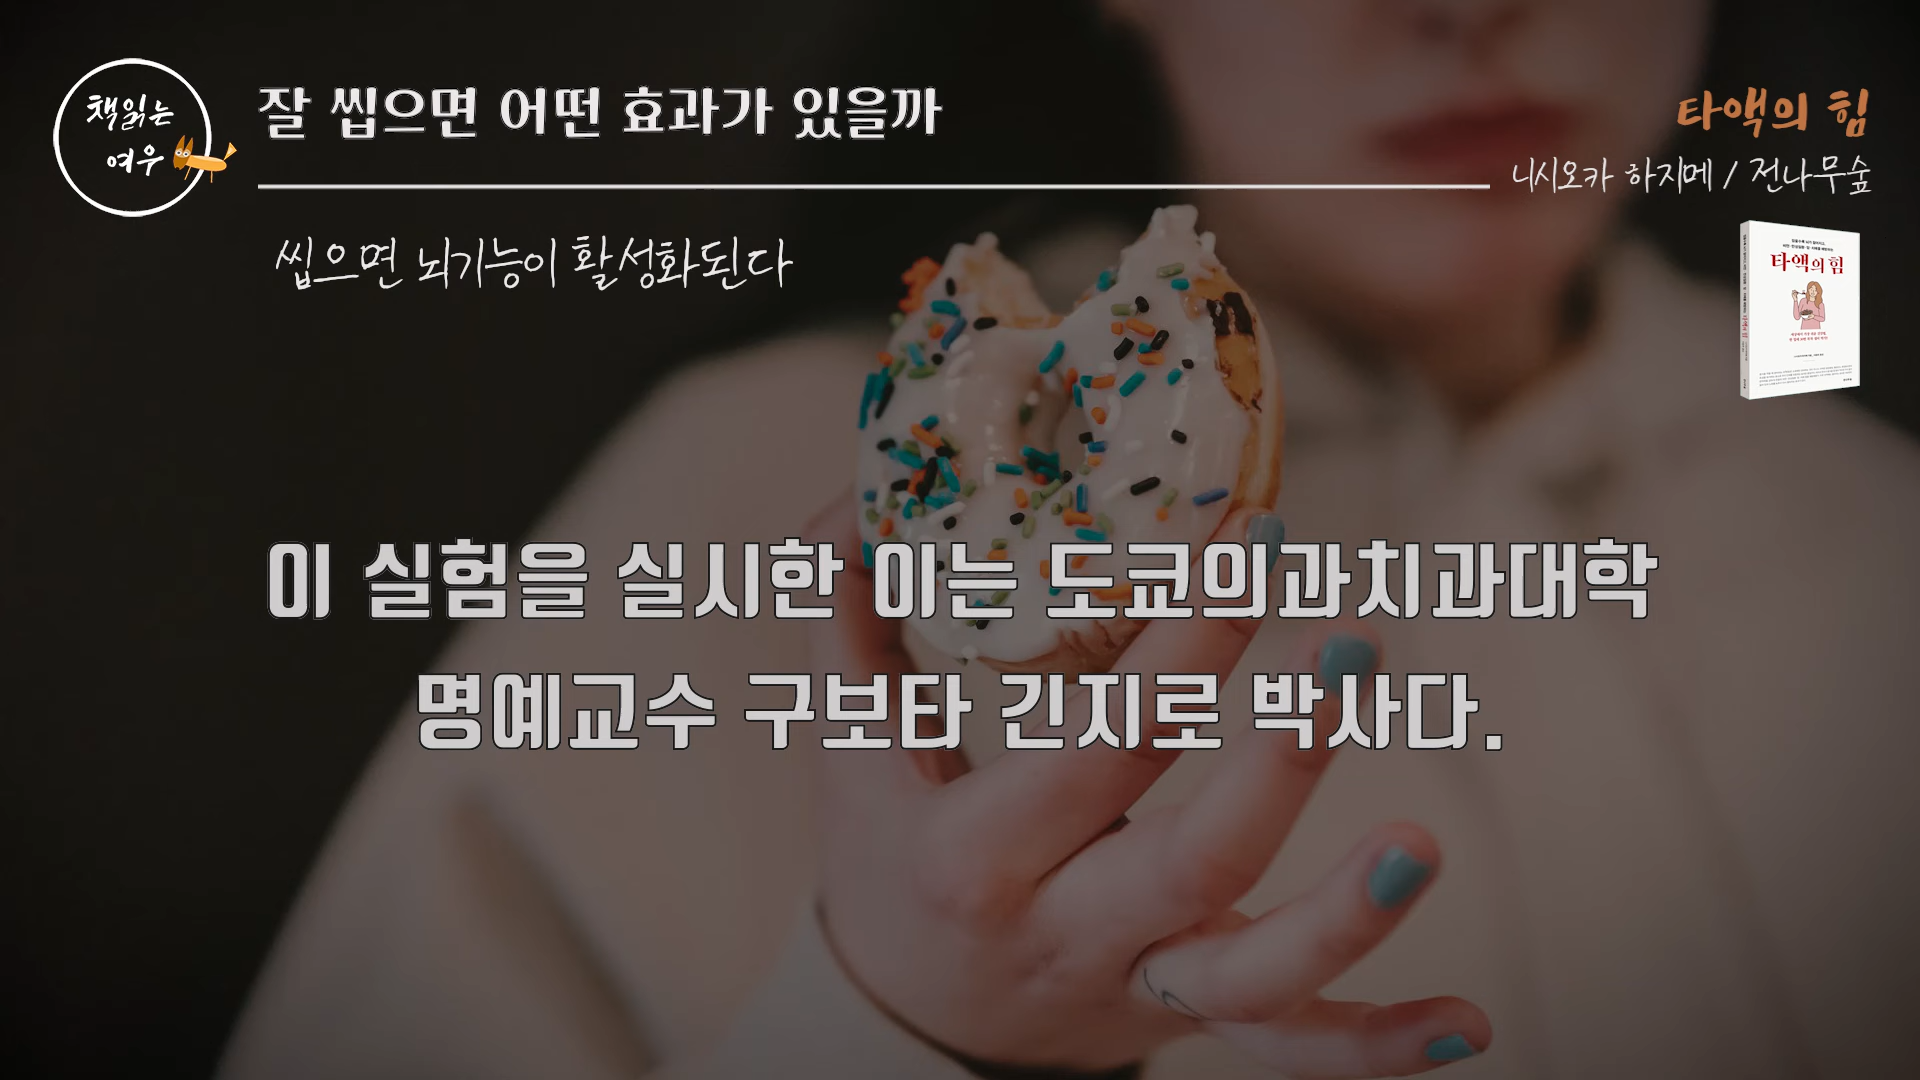 책읽는
여우
잘 씹으면 어떤 효과가 있을까
타액의 힘
니시오카 하지메 / 전나무숲
씹으면 뇌기능이 활성화된다
타액의 힘
이 실험을 실시한 이는 도쿄의과치과대학
명예교수 구보타 긴지로 박사다.